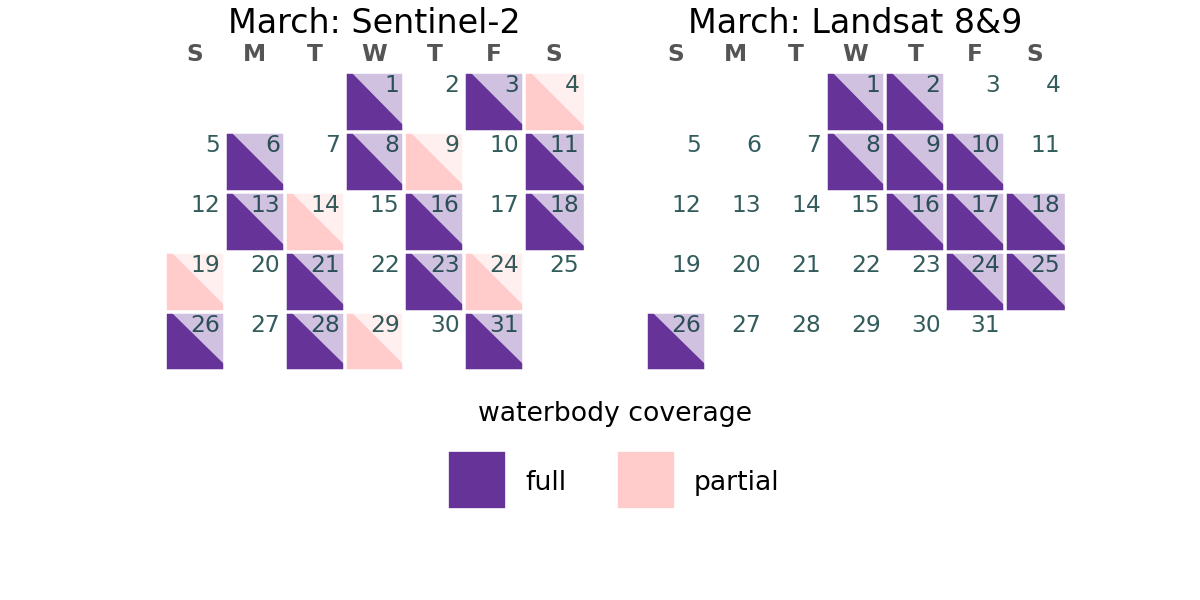 March: Sentinel-2
S M T W T F S
1 2 3 4
5 6 7 8 9 10 11
12 13 14 15 16 17 18
19 20 21 22 23 24 25
26 27 28 29 30 31
March: Landsat 8&9
S M T W T F S
1 2 3 4
5 6 7 8 9 10 11
12 13 14 15 16 17 18
19 20 21 22 23 24 25
26 27 28 29 30 31
waterbody coverage
full
partial